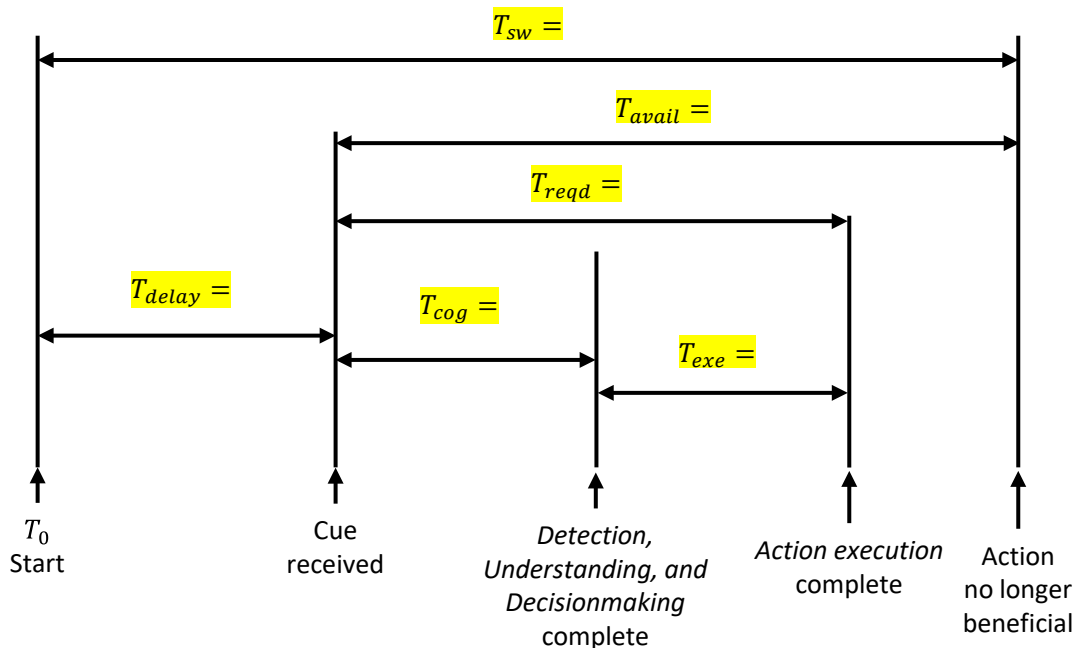 T_sw =
T_avail =
T_reqd =
T_delay =
T_cog =
T_exe =
T_0
Start
Cue
received
Detection,
Understanding, and
Decisionmaking
complete
Action execution
complete
Action
no longer
beneficial